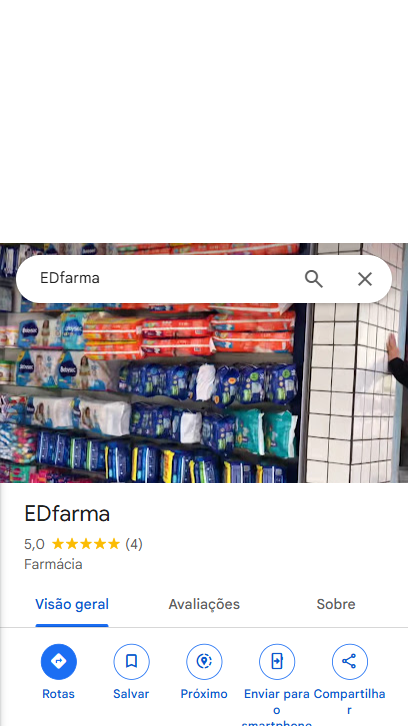 EDfarma
EDfarma
5,0 (4)
Farmácia
Visão geral Avaliações Sobre
Rotas Salvar Próximo Enviar para o smartphone Compartilhar